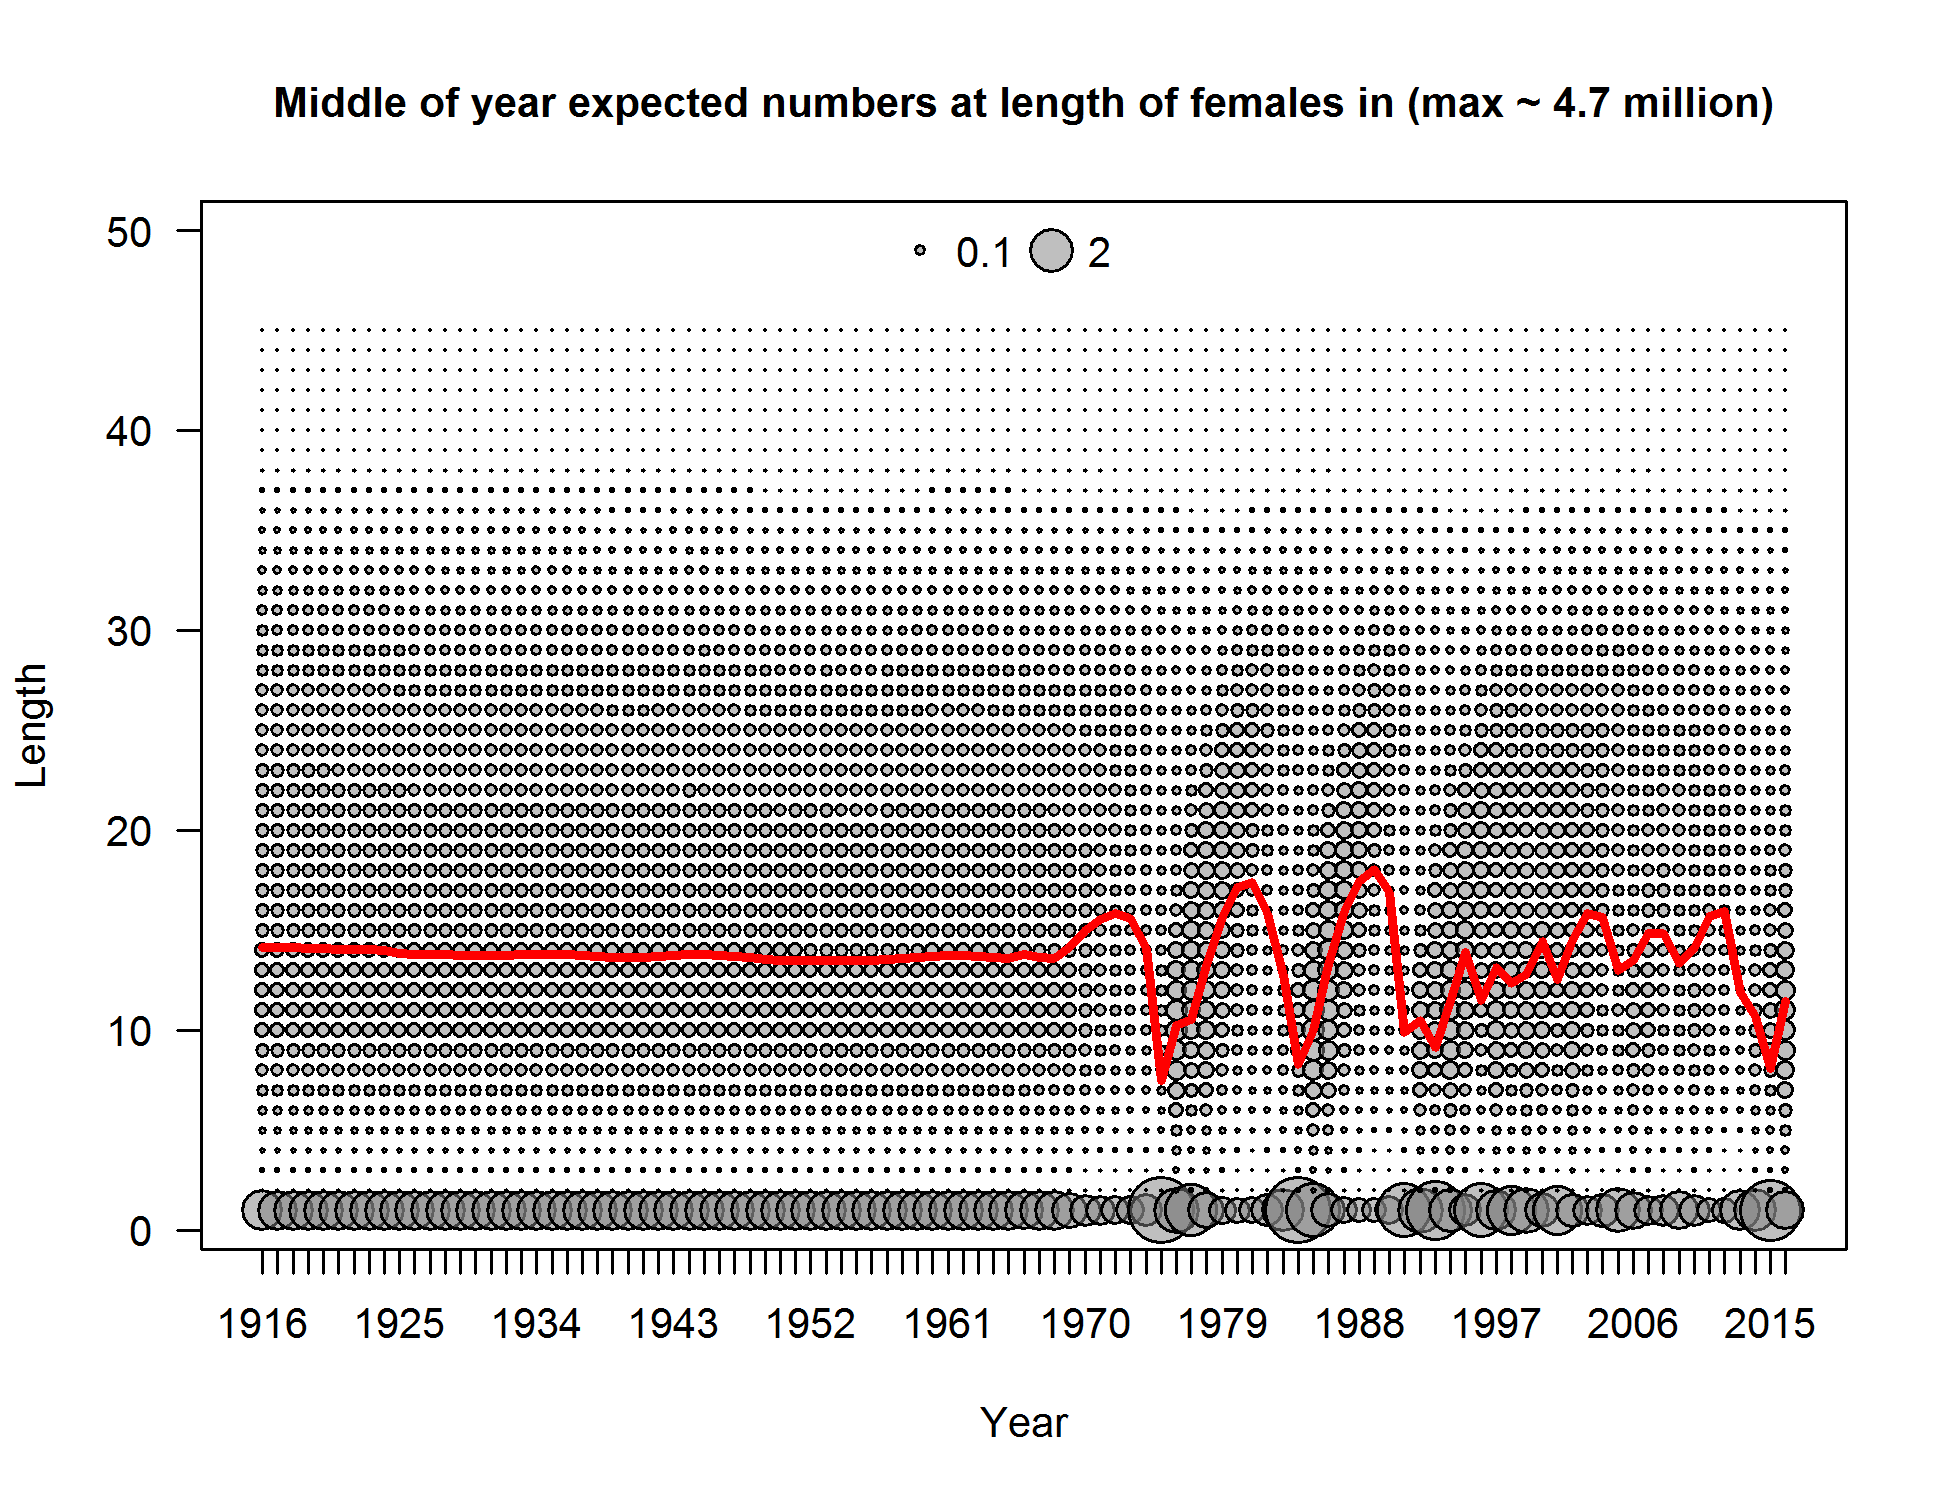 Middle of year expected numbers at length of females in (max ~ 4.7 million)
50
0.1 2
40
30
Length
20
10
0
1916 1925 1934 1943 1952 1961 1970 1979 1988 1997 2006 2015
Year